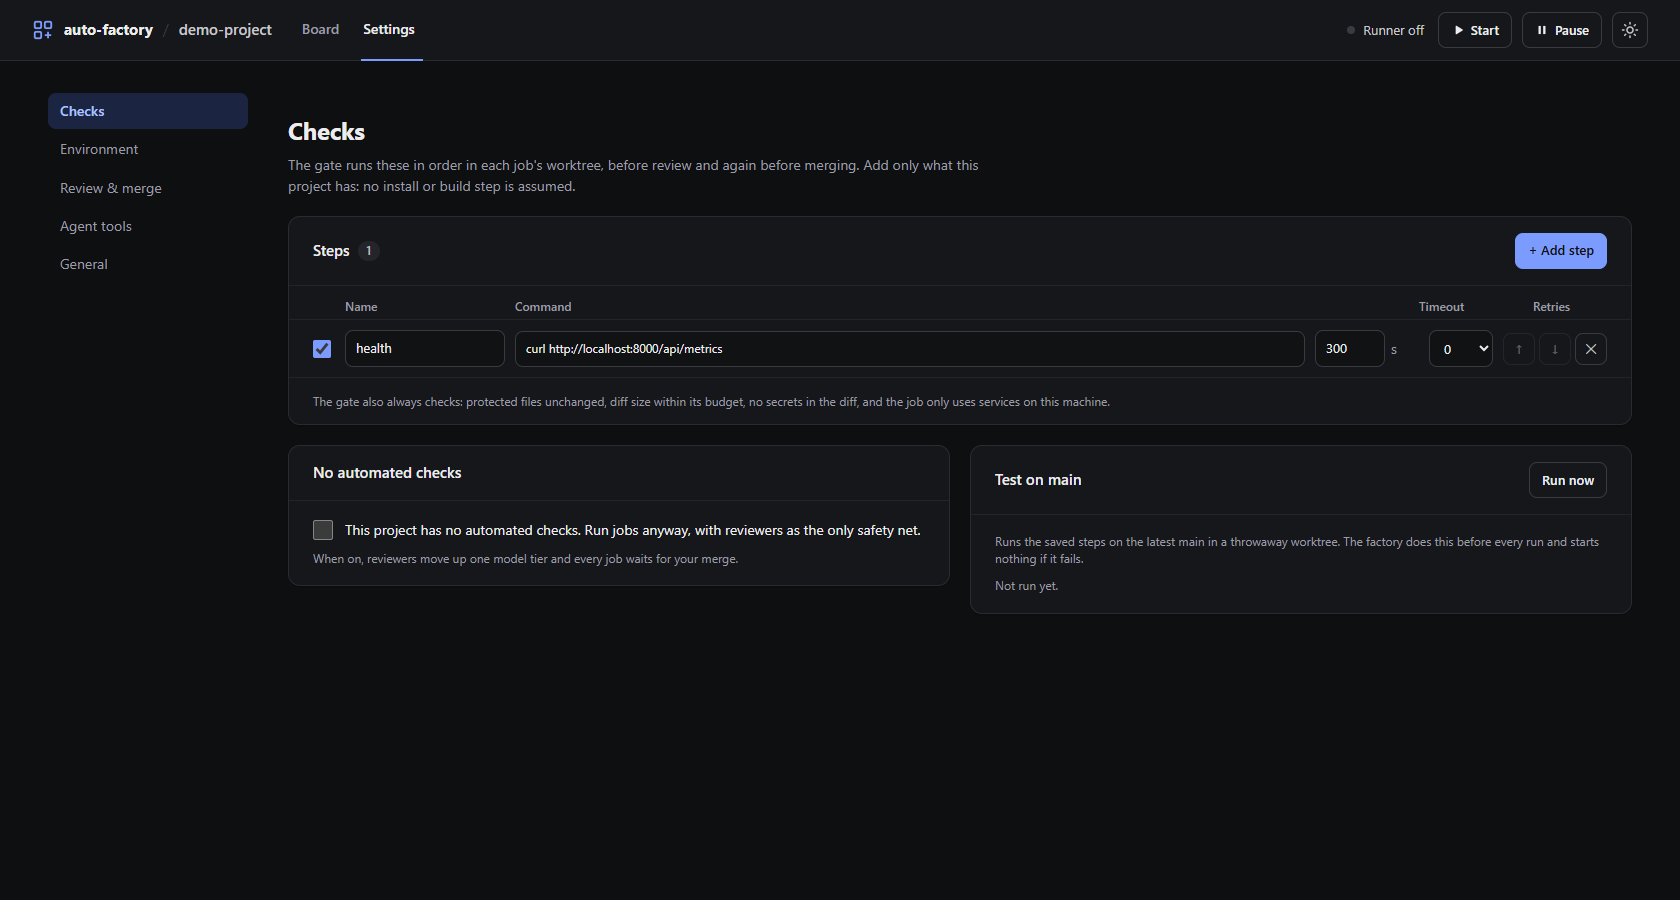 auto-factory / demo-project Board Settings Runner off Start Pause
Checks
Environment
Review & merge
Agent tools
General
Checks
The gate runs these in order in each job's worktree, before review and again before merging. Add only what this
project has: no install or build step is assumed.
Steps 1 + Add step
Name Command Timeout Retries
health curl http://localhost:8000/api/metrics 300 s 0 ↑ ↓ ×
The gate also always checks: protected files unchanged, diff size within its budget, no secrets in the diff, and the job only uses services on this machine.
No automated checks
This project has no automated checks. Run jobs anyway, with reviewers as the only safety net.
When on, reviewers move up one model tier and every job waits for your merge.
Test on main Run now
Runs the saved steps on the latest main in a throwaway worktree. The factory does this before every run and starts
nothing if it fails.
Not run yet.